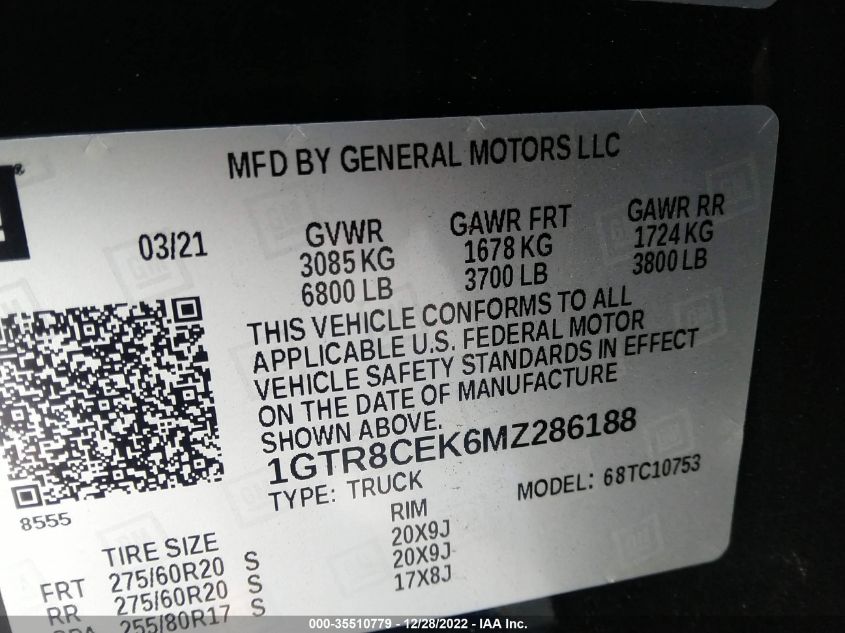 MFD BY GENERAL MOTORS LLC
03/21
GVWR GAWR FRT GAWR RR
3085 KG 1678 KG 1724 KG
6800 LB 3700 LB 3800 LB
THIS VEHICLE CONFORMS TO ALL
APPLICABLE U.S. FEDERAL MOTOR
VEHICLE SAFETY STANDARDS IN EFFECT
ON THE DATE OF MANUFACTURE
SHOWN ABOVE.
1GTR8CEK6MZ286188
TYPE: TRUCK MODEL: 68TC10753
8555
TIRE SIZE RIM
FRT 275/60R20 S 20X9J
RR 275/60R20 S 20X9J
255/80R17 S 17X8J
000-35510779 – 12/28/2022 – IAA Inc.